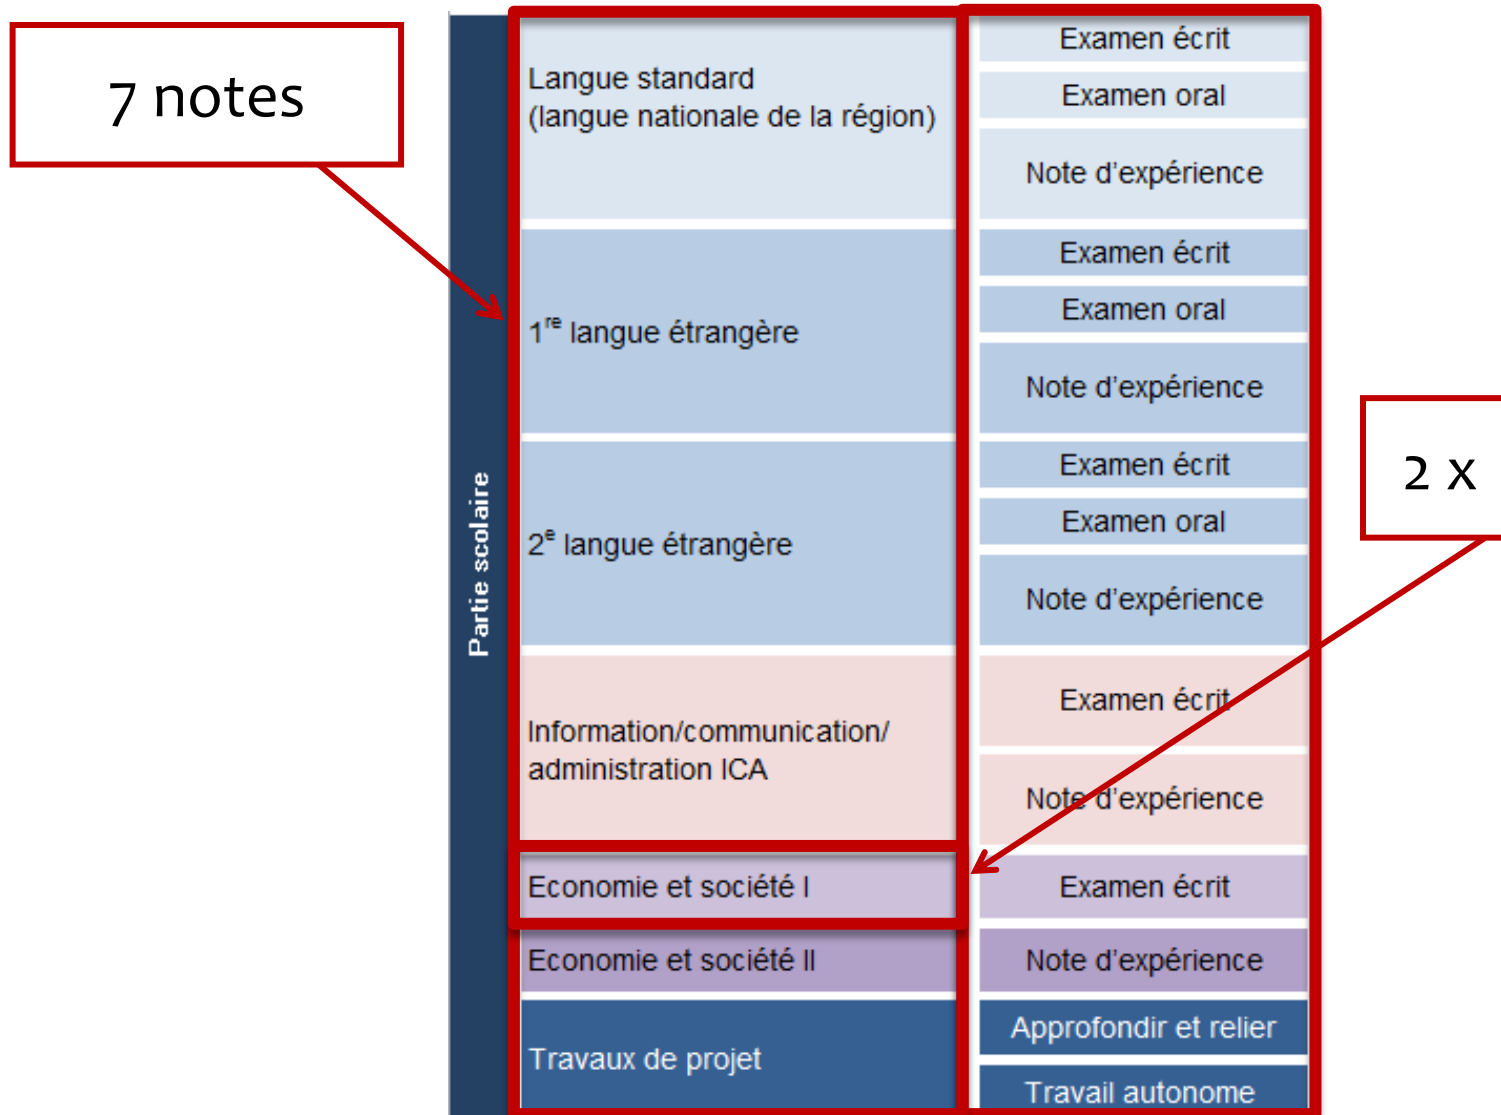 7 notes
Partie scolaire
Langue standard
(langue nationale de la région)
Examen écrit
Examen oral
Note d'expérience
1re langue étrangère
Examen écrit
Examen oral
Note d'expérience
2e langue étrangère
Examen écrit
Examen oral
Note d'expérience
2 x
Information/communication/
administration ICA
Examen écrit
Note d'expérience
Economie et société I
Examen écrit
Economie et société II
Note d'expérience
Travaux de projet
Approfondir et relier
Travail autonome